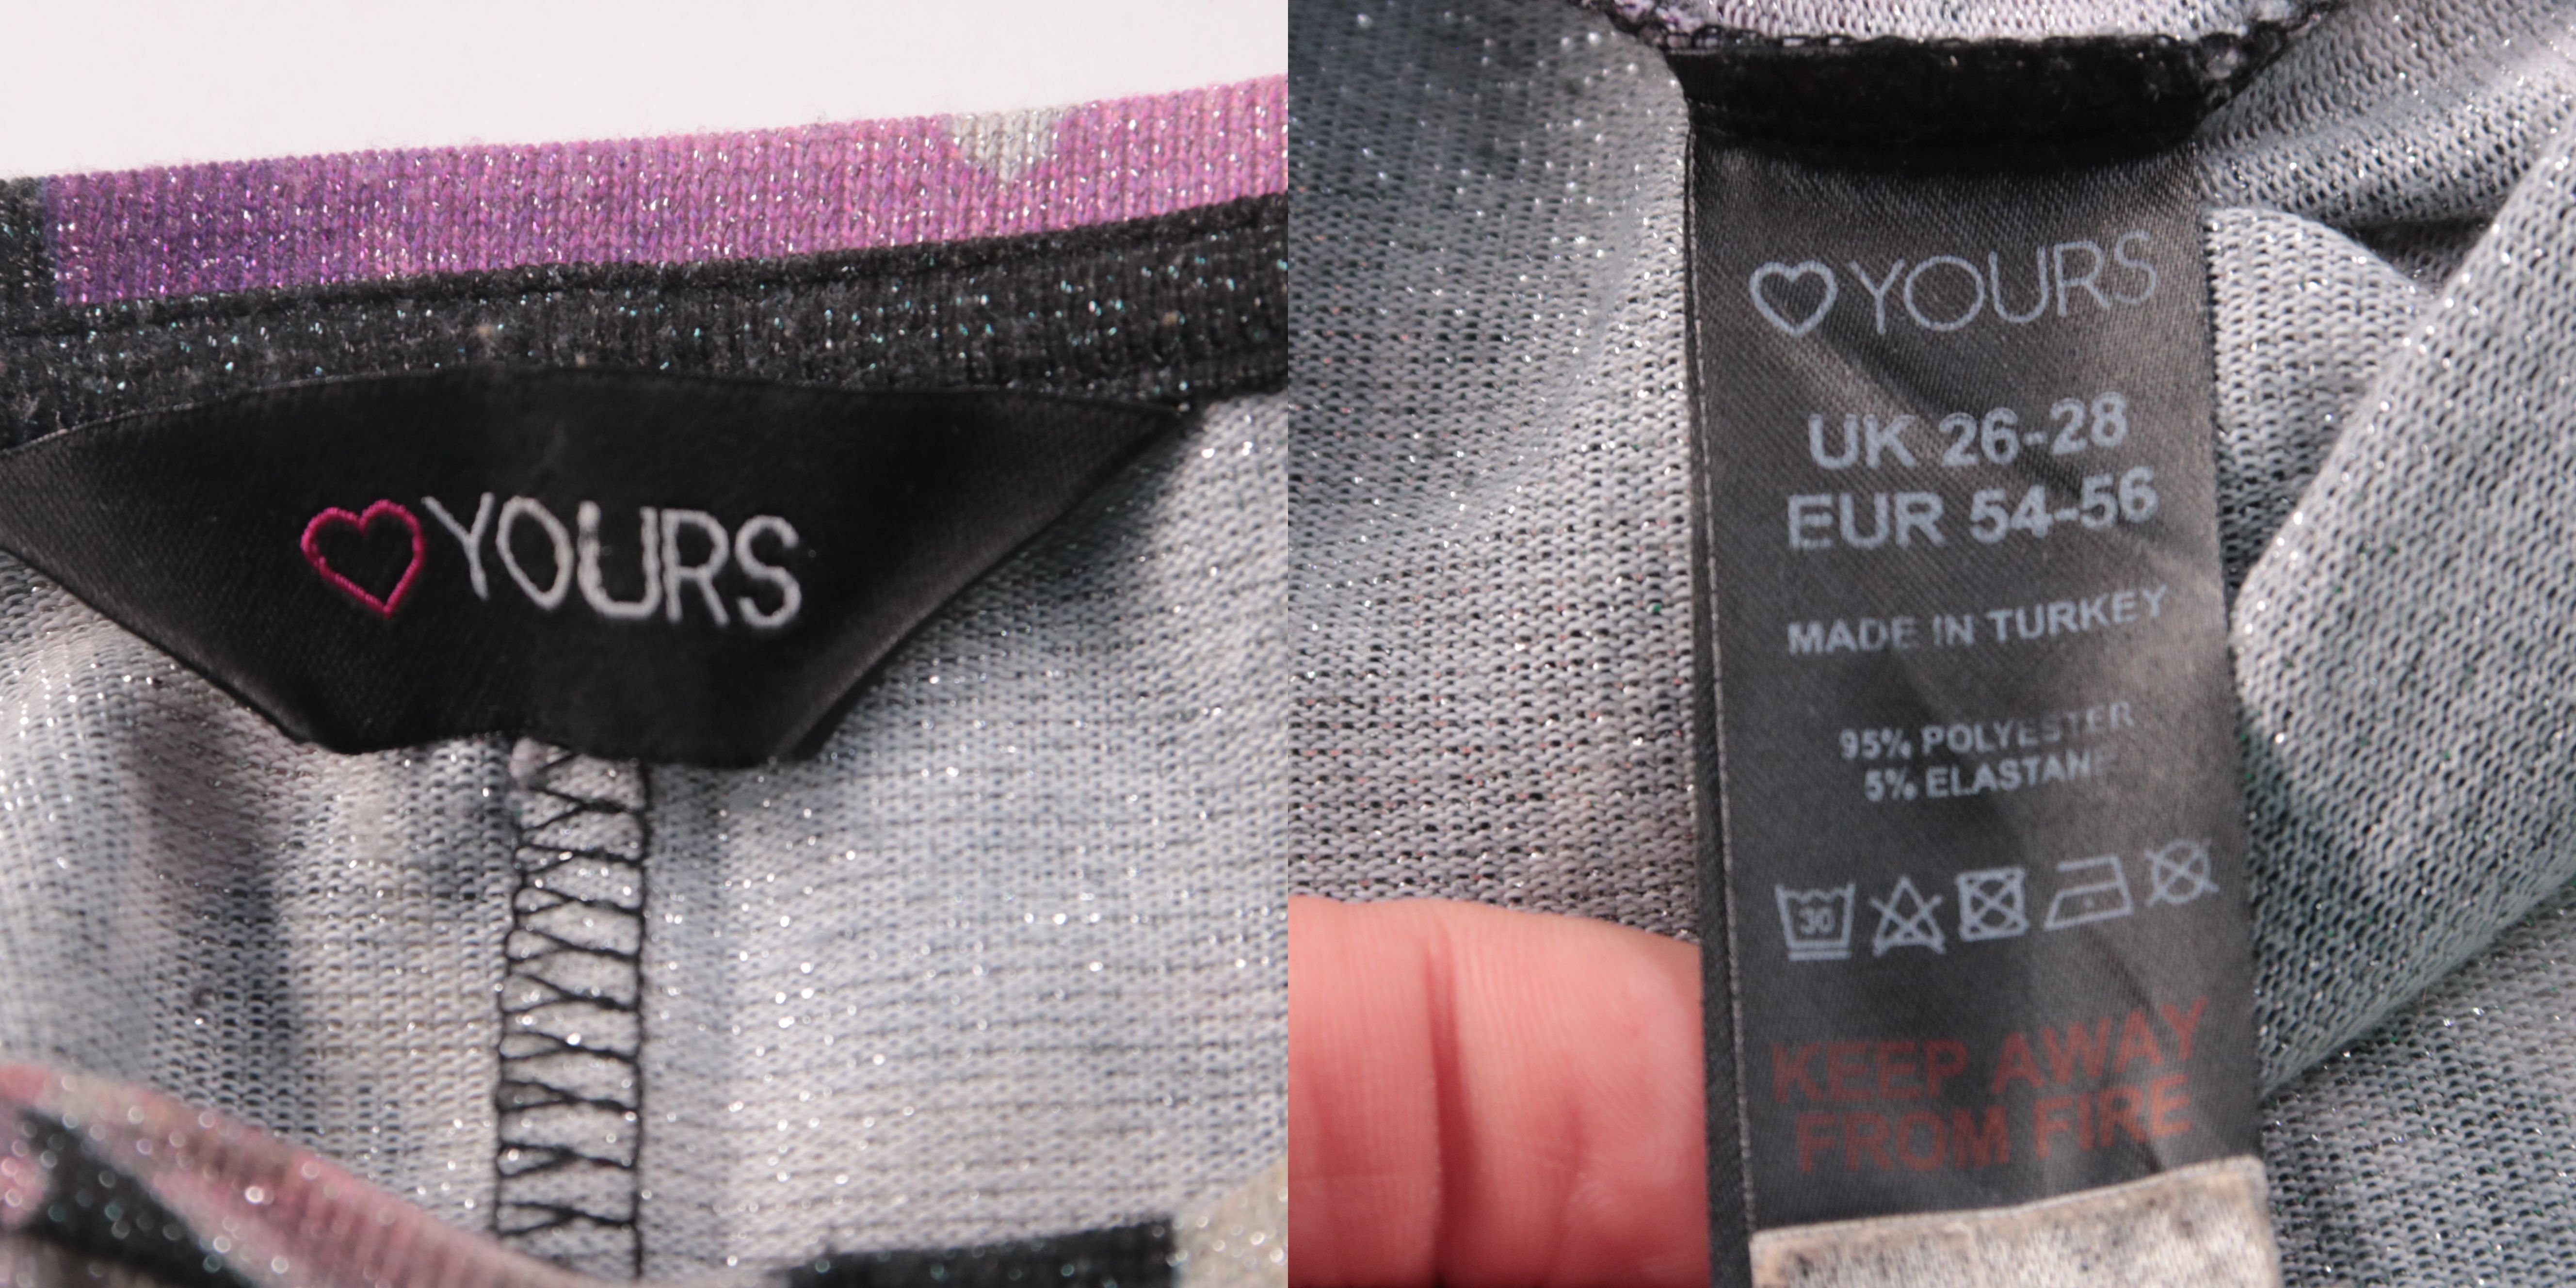 YOURS
YOURS
UK 26-28
EUR 54-56
MADE IN TURKEY
95% POLYESTER
5% ELASTANE
30
KEEP AWAY
FROM FIRE